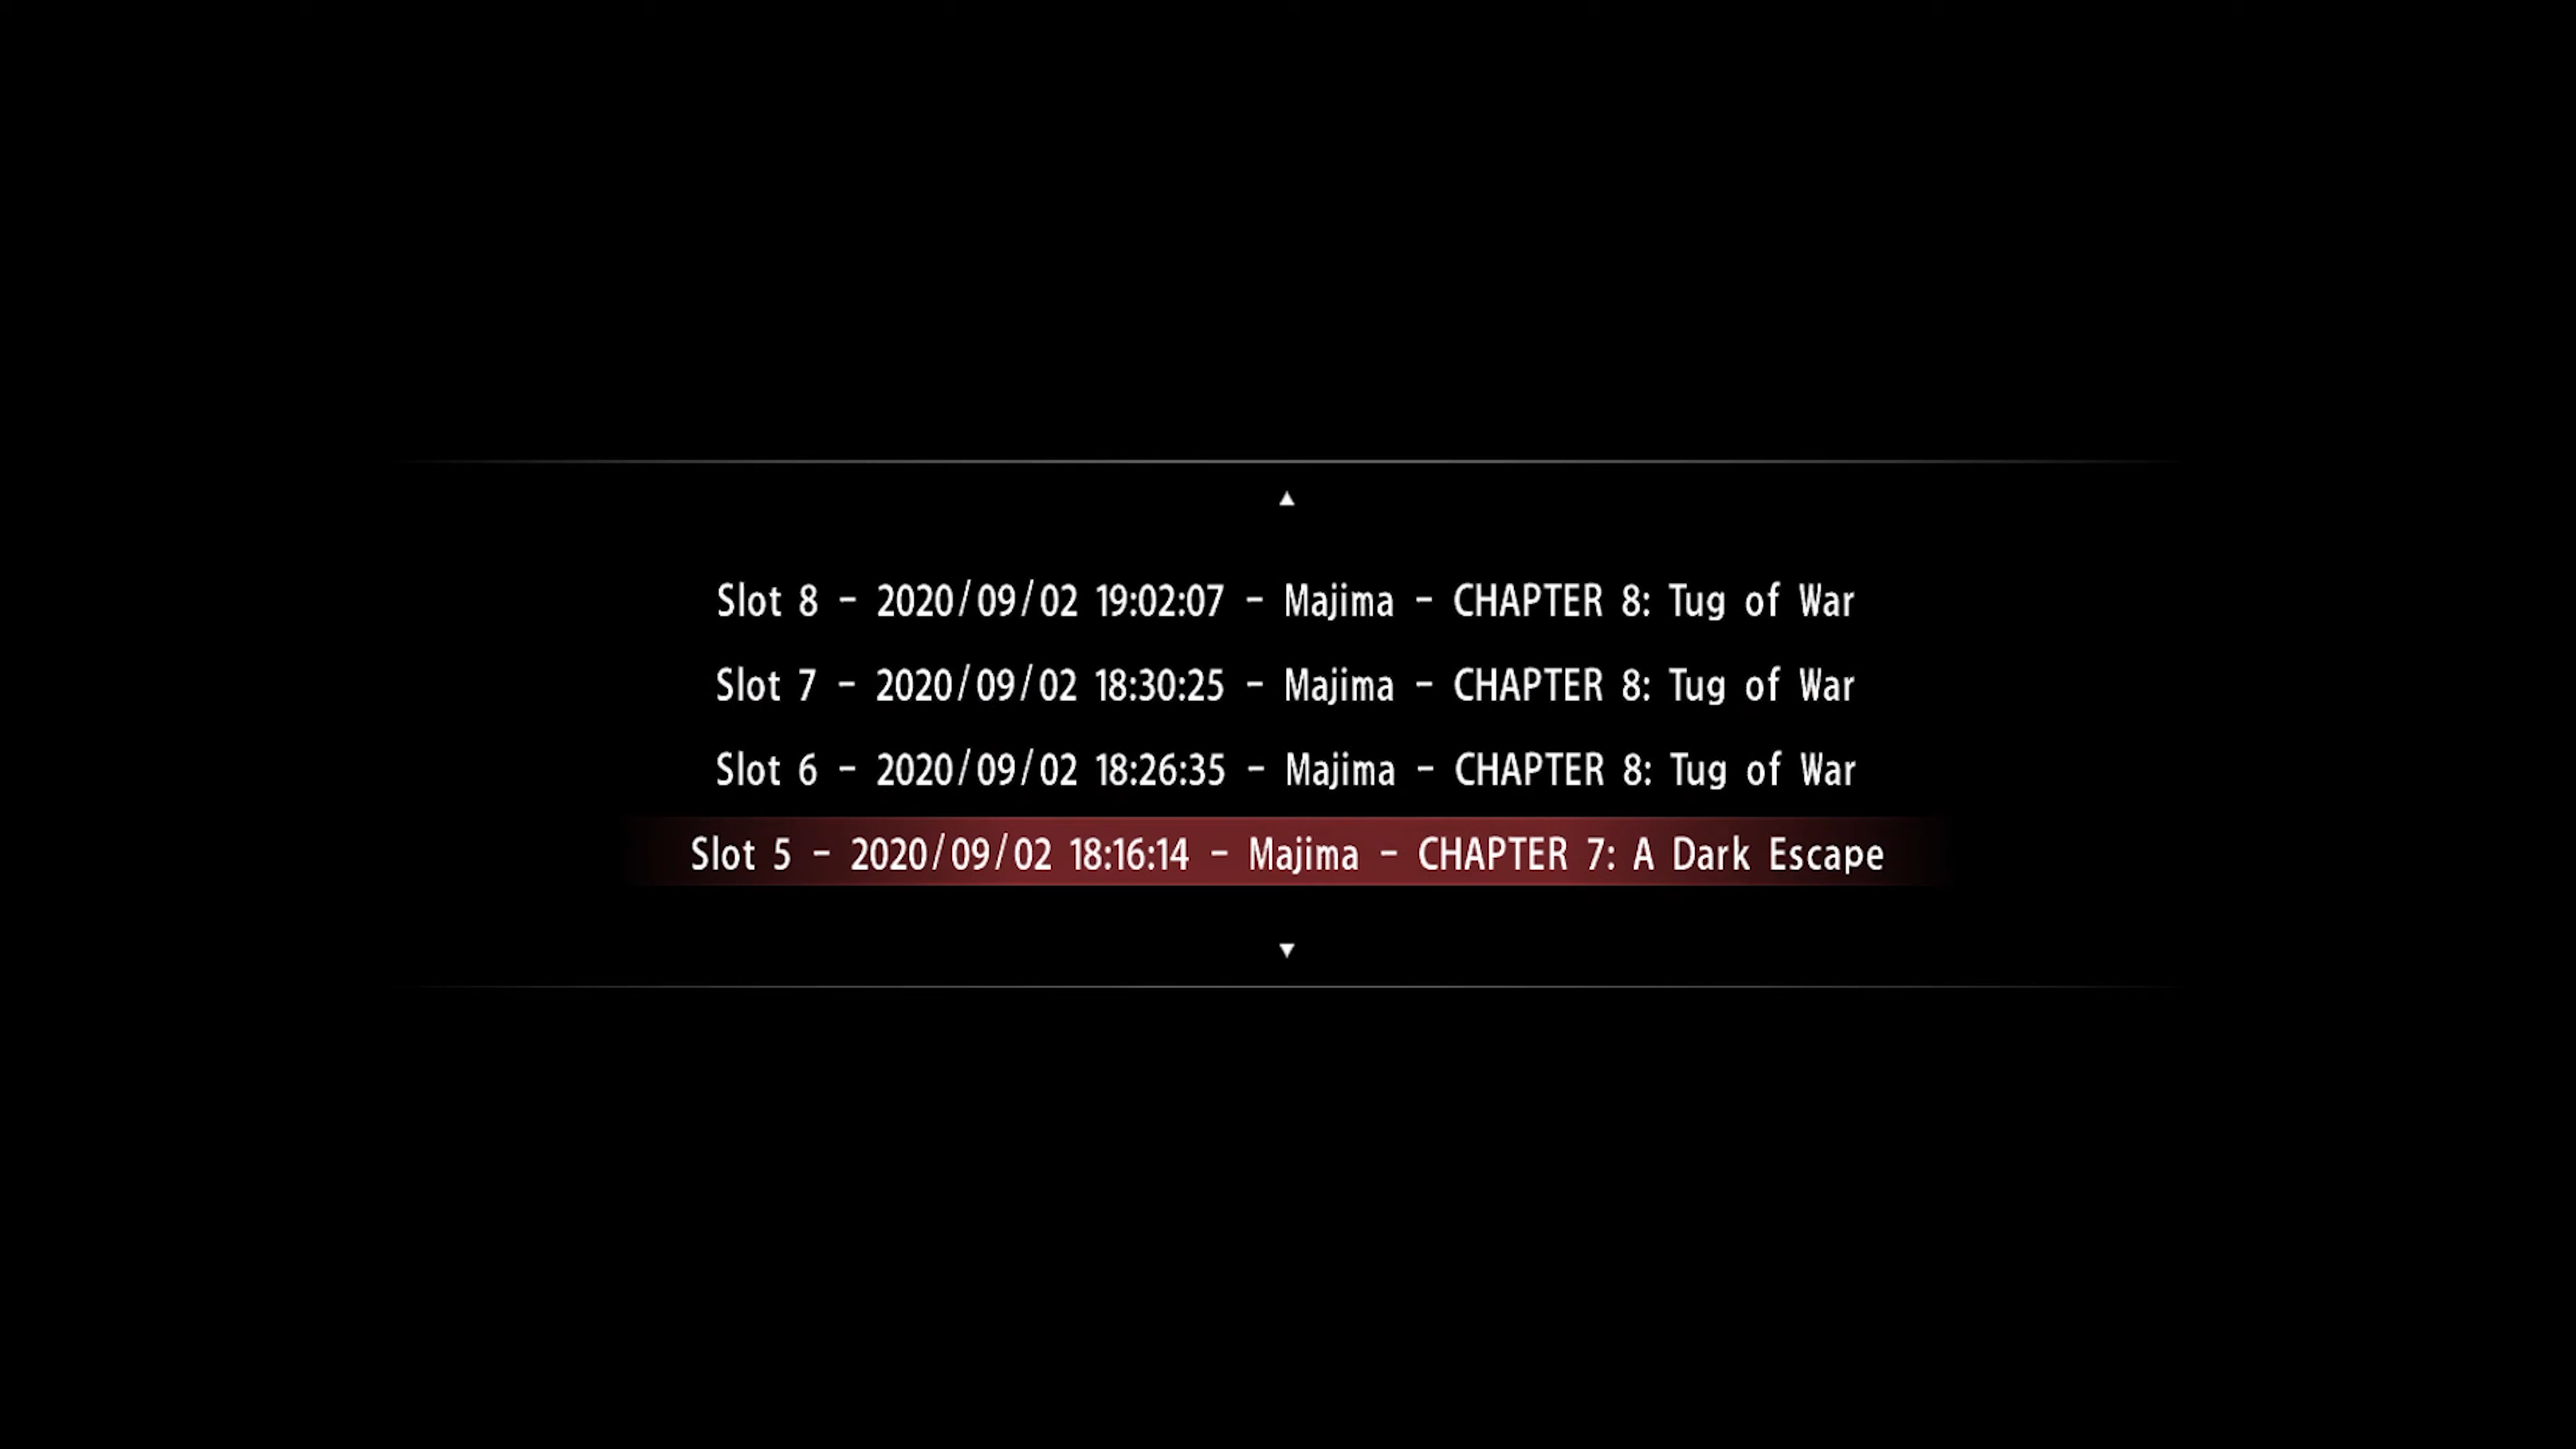 Slot 8 - 2020/09/02 19:02:07 - Majima - CHAPTER 8: Tug of War
Slot 7 - 2020/09/02 18:30:25 - Majima - CHAPTER 8: Tug of War
Slot 6 - 2020/09/02 18:26:35 - Majima - CHAPTER 8: Tug of War
Slot 5 - 2020/09/02 18:16:14 - Majima - CHAPTER 7: A Dark Escape